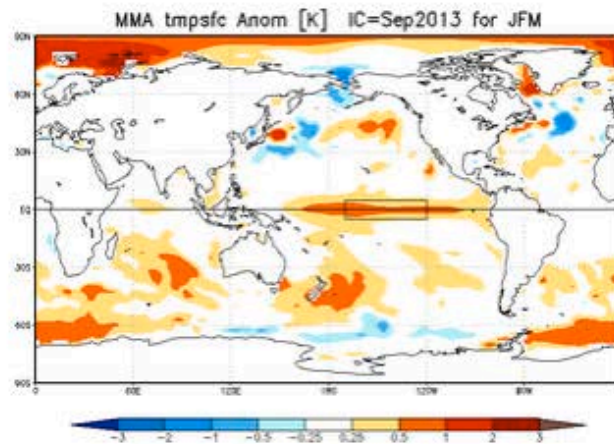 MMA tmpsfc Anom [K] IC=Sep2013 for JFM
90N
60N
30N
EQ
30S
60S
90S
0 60E 120E 180 120W 60W
-3 -2 -1 -0.5 -0.25 0.25 0.5 1 2 3